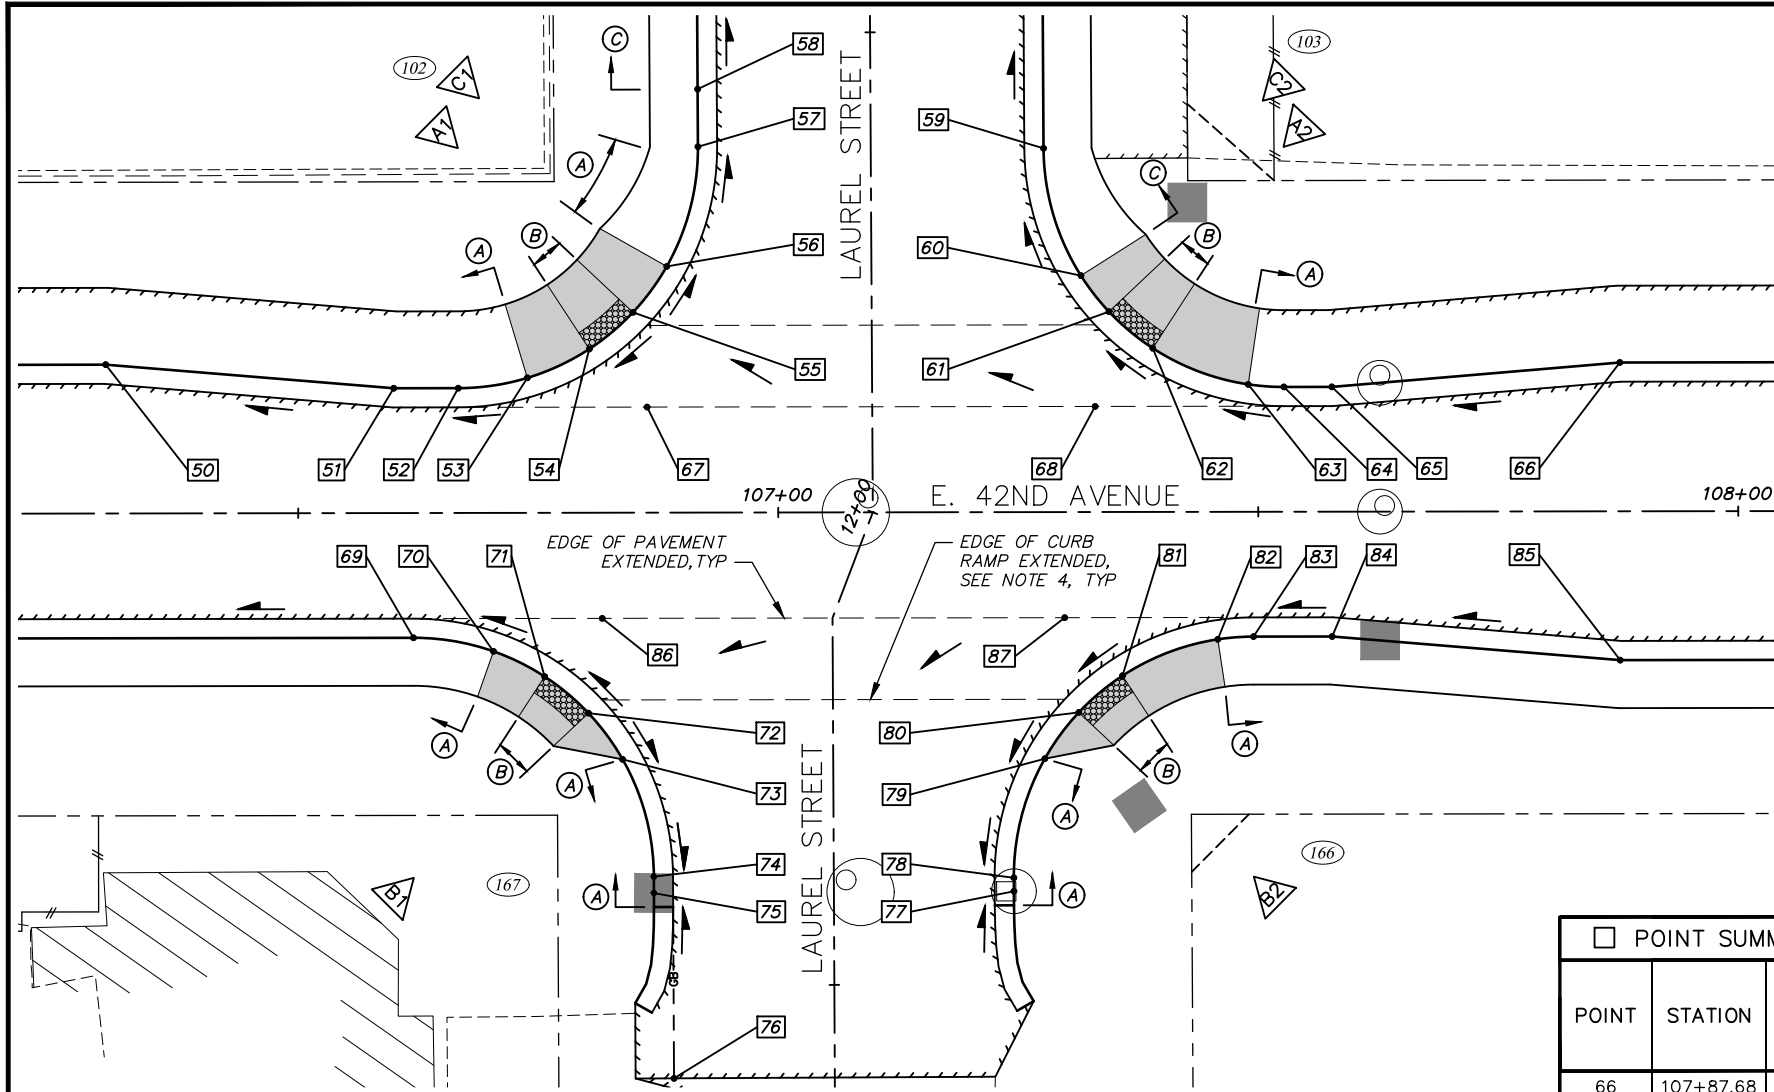 C
58
102
C1
103
C2
A1
57
LAUREL STREET
59
A2
A
C
B
56
60
B
A
A
55
61
50
51
52
53
54
67
68
62
63
64
65
66
107+00
12+00
E. 42ND AVENUE
108+00
69
70
71
EDGE OF PAVEMENT
EXTENDED, TYP
EDGE OF CURB
RAMP EXTENDED,
SEE NOTE 4, TYP
81
82
83
84
85
86
87
72
80
A
B
A
73
79
B
A
A
LAUREL STREET
74
78
167
B1
A
75
77
A
166
B2
GB
76
POINT SUMM
POINT
STATION
66
107+87.68